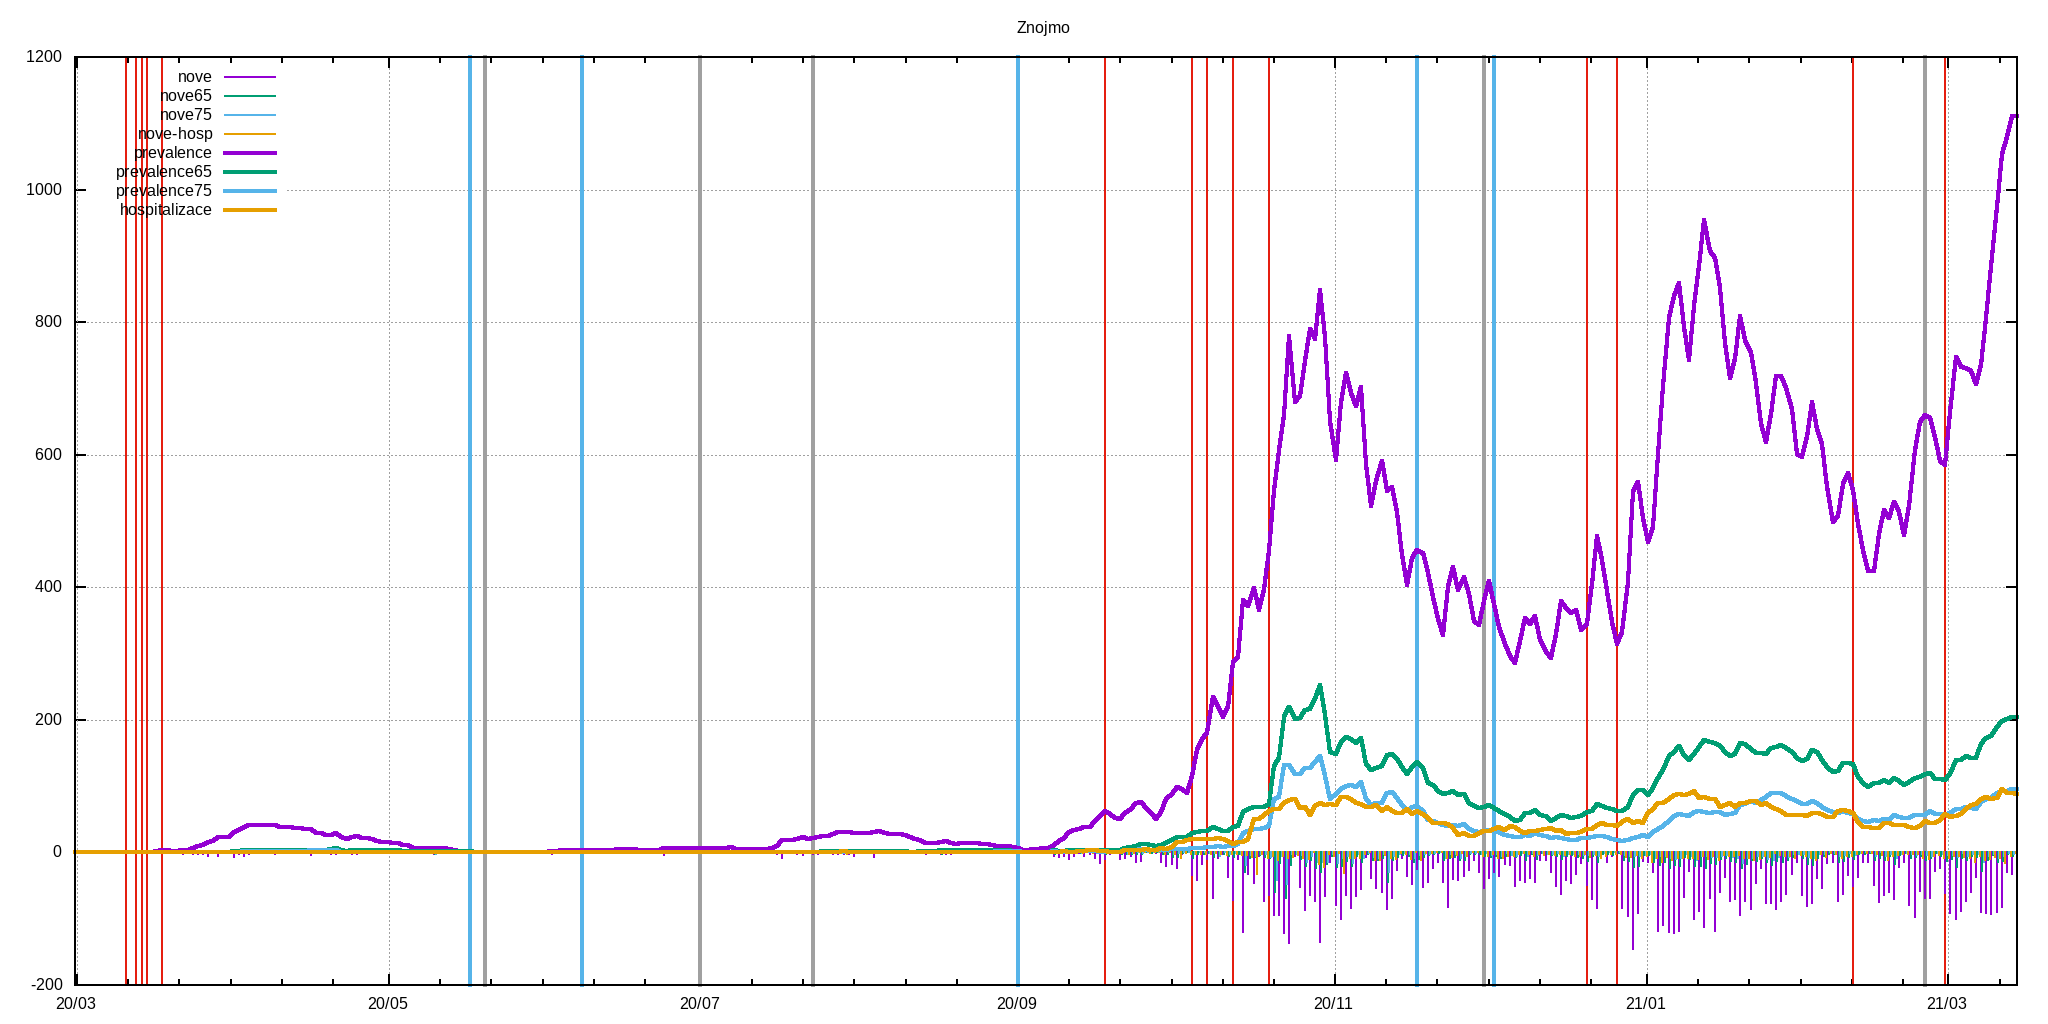 Znojmo
1200
1000
800
600
400
200
0
-200
nove
nove65
nove75
nove-hosp
prevalence
prevalence65
prevalence75
hospitalizace
20/03
20/05
20/07
20/09
20/11
21/01
21/03